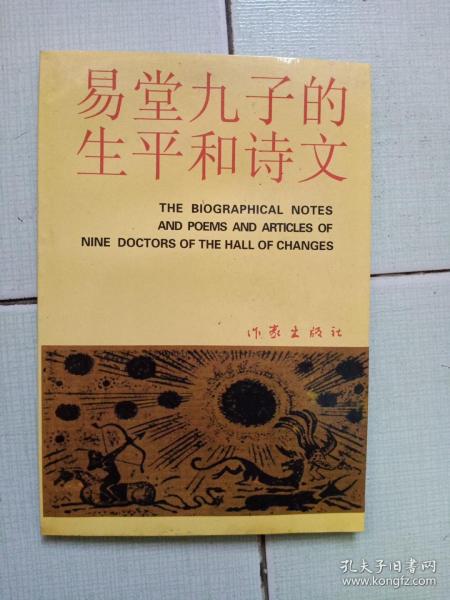 易堂九子的
生平和诗文
THE BIOGRAPHICAL NOTES
AND POEMS AND ARTICLES OF
NINE DOCTORS OF THE HALL OF CHANGES
作家出版社
孔夫子旧书网
www.kongfz.com